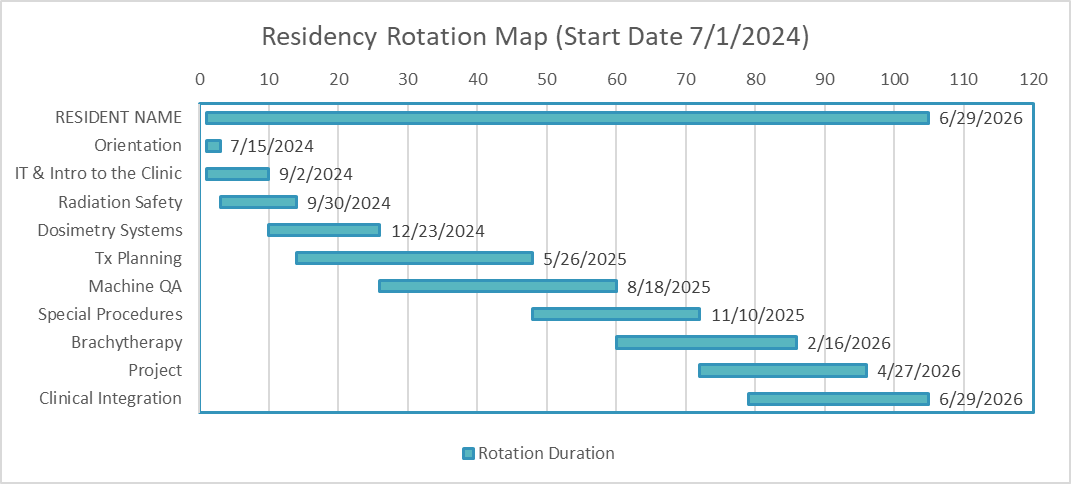 Residency Rotation Map (Start Date 7/1/2024)
0 10 20 30 40 50 60 70 80 90 100 110 120
RESIDENT NAME 6/29/2026
Orientation 7/15/2024
IT & Intro to the Clinic 9/2/2024
Radiation Safety 9/30/2024
Dosimetry Systems 12/23/2024
Tx Planning 5/26/2025
Machine QA 8/18/2025
Special Procedures 11/10/2025
Brachytherapy 2/16/2026
Project 4/27/2026
Clinical Integration 6/29/2026
Rotation Duration